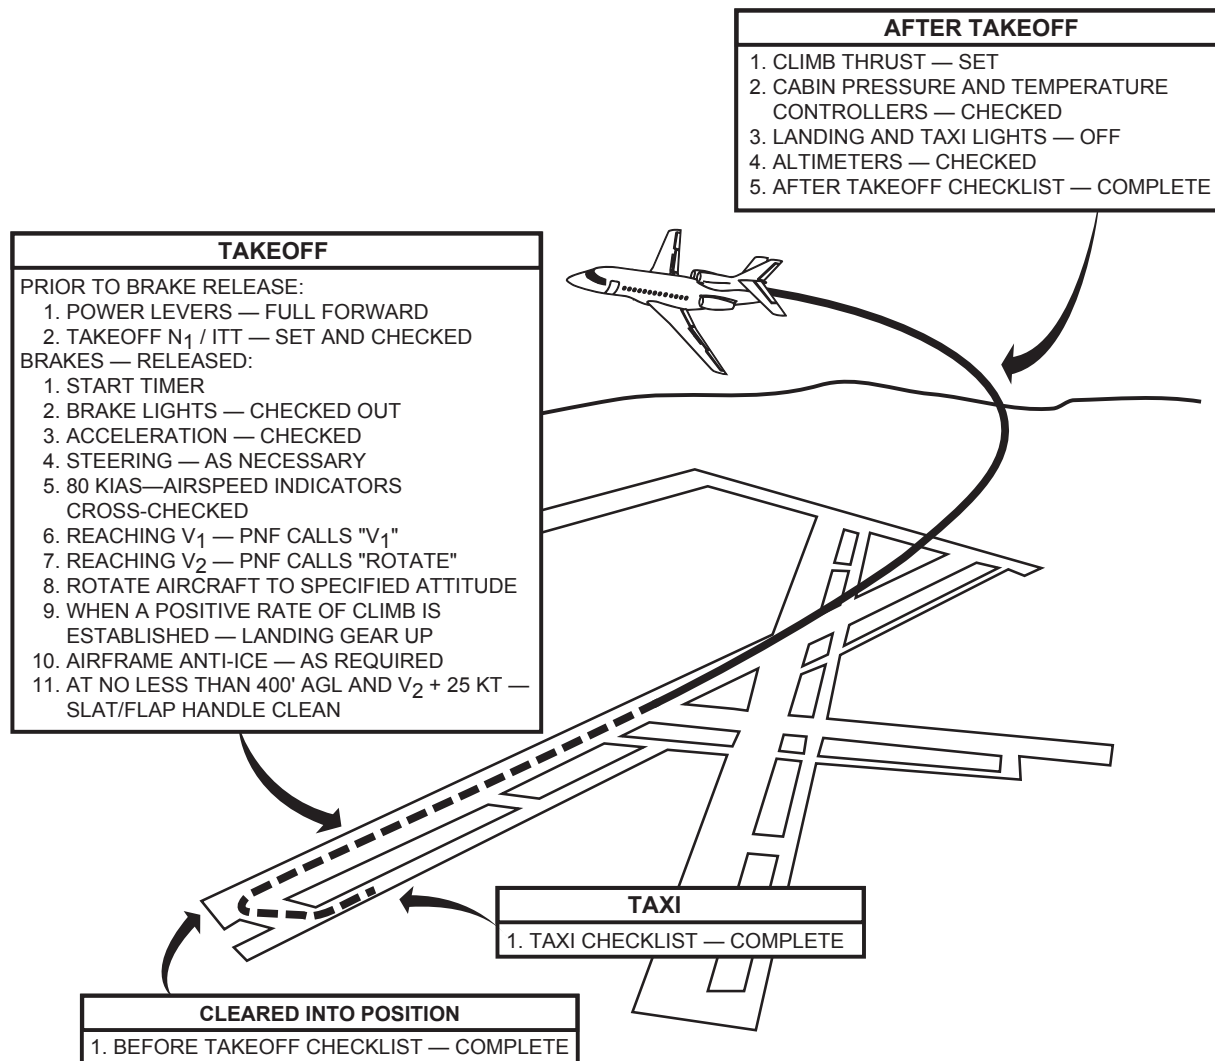 AFTER TAKEOFF
1. CLIMB THRUST — SET
2. CABIN PRESSURE AND TEMPERATURE
CONTROLLERS — CHECKED
3. LANDING AND TAXI LIGHTS — OFF
4. ALTIMETERS — CHECKED
5. AFTER TAKEOFF CHECKLIST — COMPLETE
TAKEOFF
PRIOR TO BRAKE RELEASE:
1. POWER LEVERS — FULL FORWARD
2. TAKEOFF N1 / ITT — SET AND CHECKED
BRAKES — RELEASED:
1. START TIMER
2. BRAKE LIGHTS — CHECKED OUT
3. ACCELERATION — CHECKED
4. STEERING — AS NECESSARY
5. 80 KIAS—AIRSPEED INDICATORS
CROSS-CHECKED
6. REACHING V1 — PNF CALLS "V1"
7. REACHING V2 — PNF CALLS "ROTATE"
8. ROTATE AIRCRAFT TO SPECIFIED ATTITUDE
9. WHEN A POSITIVE RATE OF CLIMB IS
ESTABLISHED — LANDING GEAR UP
10. AIRFRAME ANTI-ICE — AS REQUIRED
11. AT NO LESS THAN 400' AGL AND V2 + 25 KT —
SLAT/FLAP HANDLE CLEAN
TAXI
1. TAXI CHECKLIST — COMPLETE
CLEARED INTO POSITION
1. BEFORE TAKEOFF CHECKLIST — COMPLETE